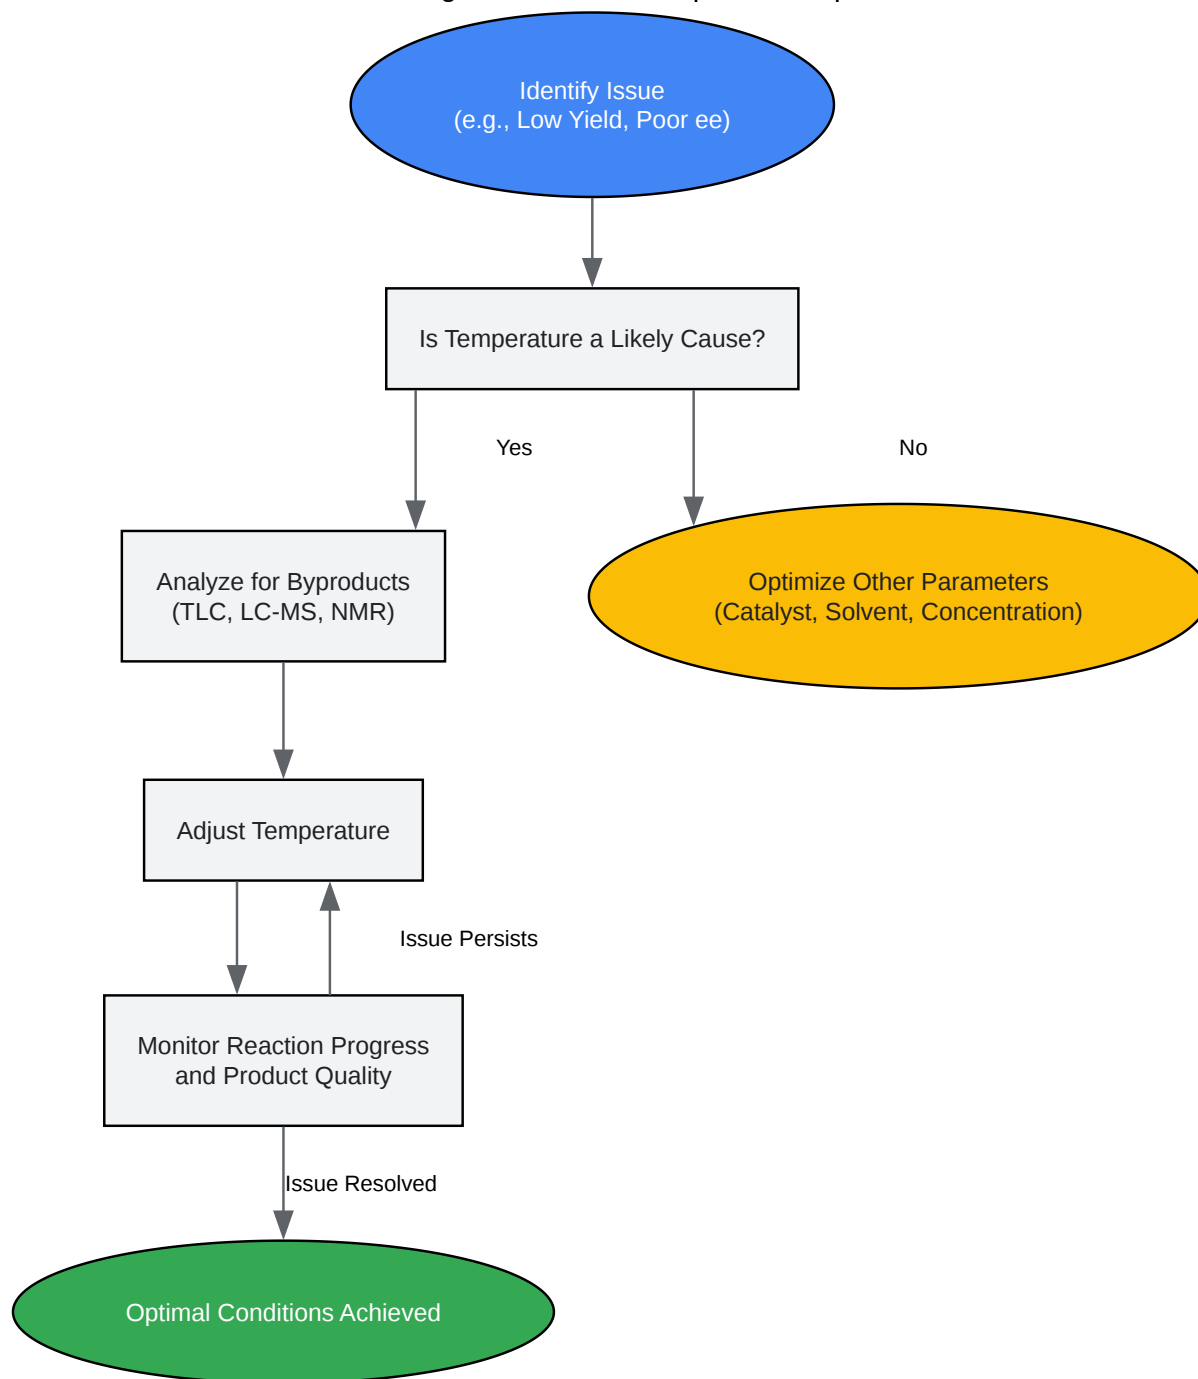 Identify Issue
(e.g., Low Yield, Poor ee)
Is Temperature a Likely Cause?
Yes
No
Analyze for Byproducts
(TLC, LC-MS, NMR)
Optimize Other Parameters
(Catalyst, Solvent, Concentration)
Adjust Temperature
Issue Persists
Monitor Reaction Progress
and Product Quality
Issue Resolved
Optimal Conditions Achieved